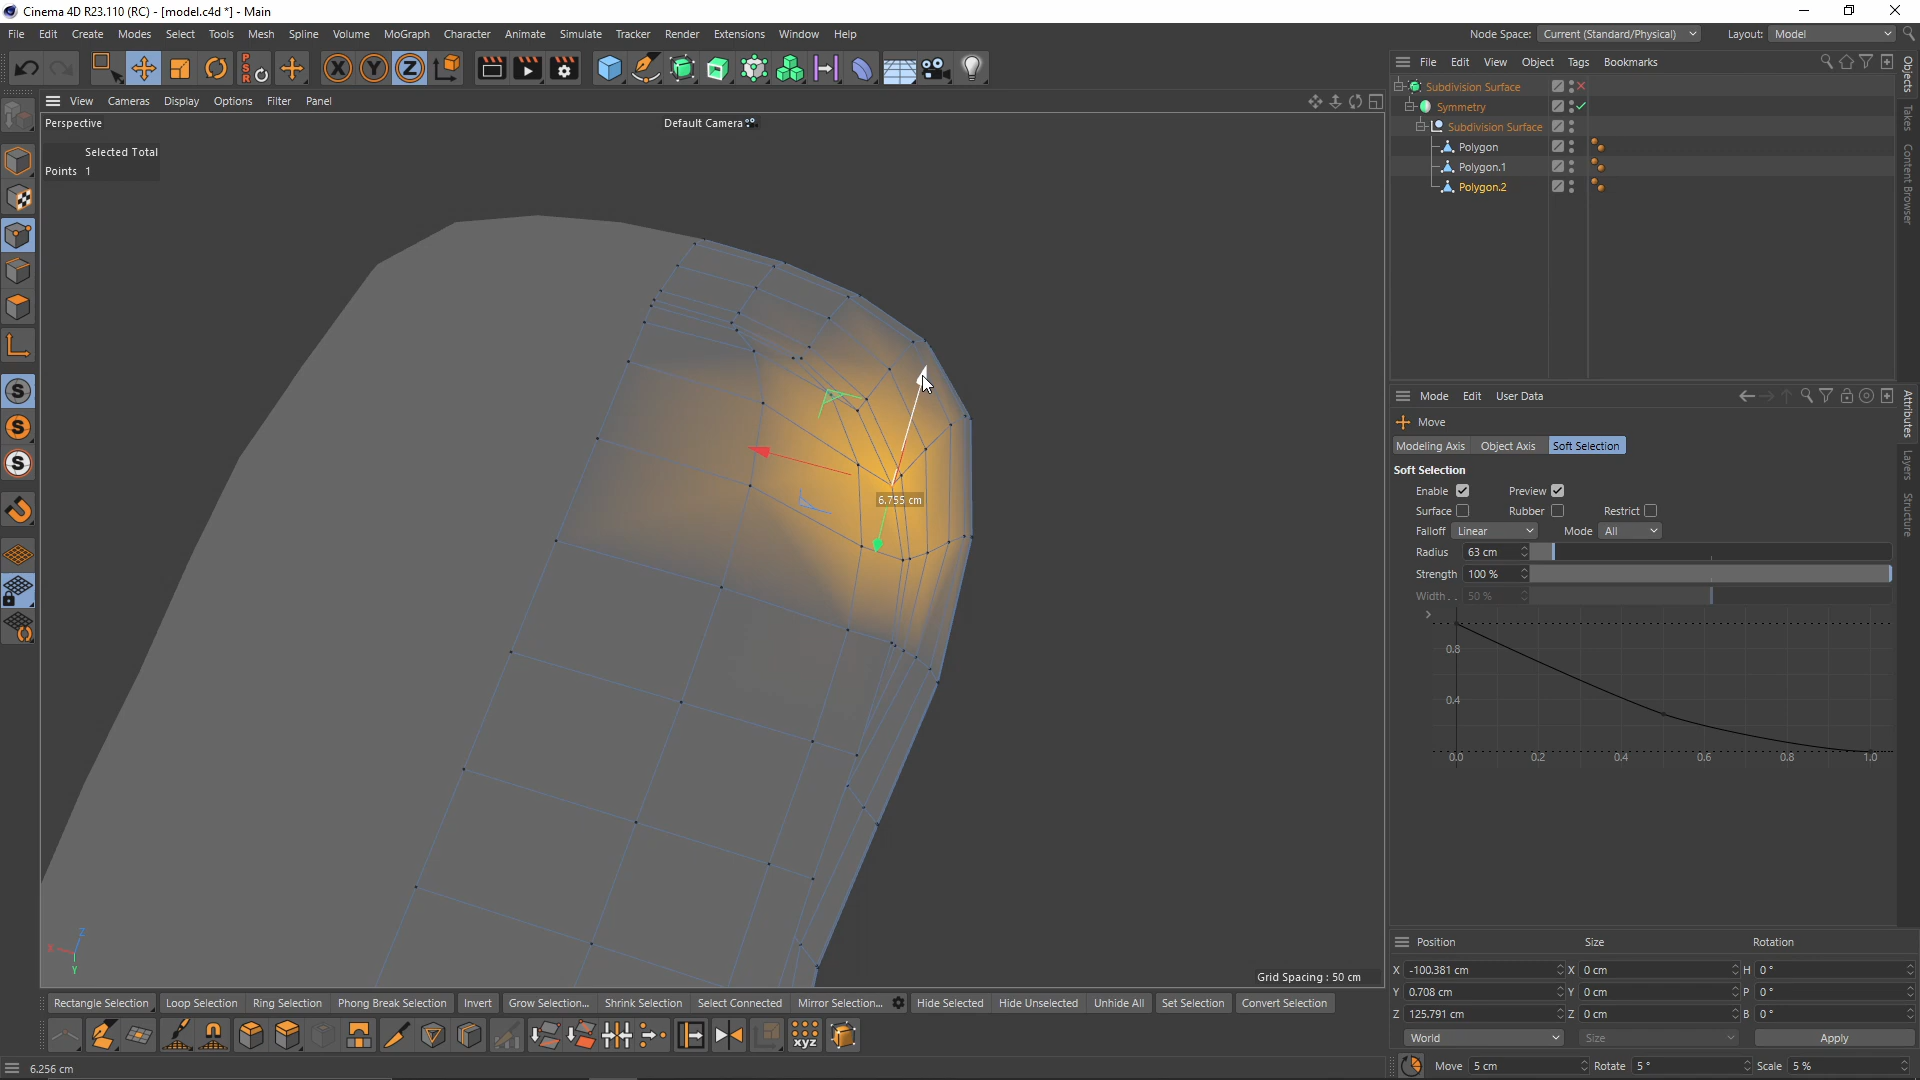 Cinema 4D R23.110 (RC) - [model.c4d *] - Main
File Edit Create Modes Select Tools Mesh Spline Volume MoGraph Character Animate Simulate Tracker Render Extensions Window Help
Node Space: Current (Standard/Physical) Layout: Model
PSR
X Y Z
File Edit View Object Tags Bookmarks
View Cameras Display Options Filter Panel
Perspective
Default Camera
Selected Total
Points 1
Subdivision Surface
Symmetry
Subdivision Surface
Polygon
Polygon.1
Polygon.2
Objects
Takes
Content Browser
Mode Edit User Data
Move
Modeling Axis Object Axis Soft Selection
Soft Selection
Enable Preview
Surface Rubber Restrict
Falloff Linear Mode All
Radius 63 cm
Strength 100 %
Width. . 50 %
0.8
0.4
0.0 0.2 0.4 0.6 0.8 1.0
Attributes
Layers
Structure
6.755 cm
X Z Y
Grid Spacing : 50 cm
Position Size Rotation
X -100.381 cm X 0 cm H 0 °
Y 0.708 cm Y 0 cm P 0 °
Z 125.791 cm Z 0 cm B 0 °
World Size Apply
Rectangle Selection Loop Selection Ring Selection Phong Break Selection Invert Grow Selection... Shrink Selection Select Connected Mirror Selection... Hide Selected Hide Unselected Unhide All Set Selection Convert Selection
xyz
Move 5 cm Rotate 5 ° Scale 5 %
6.256 cm